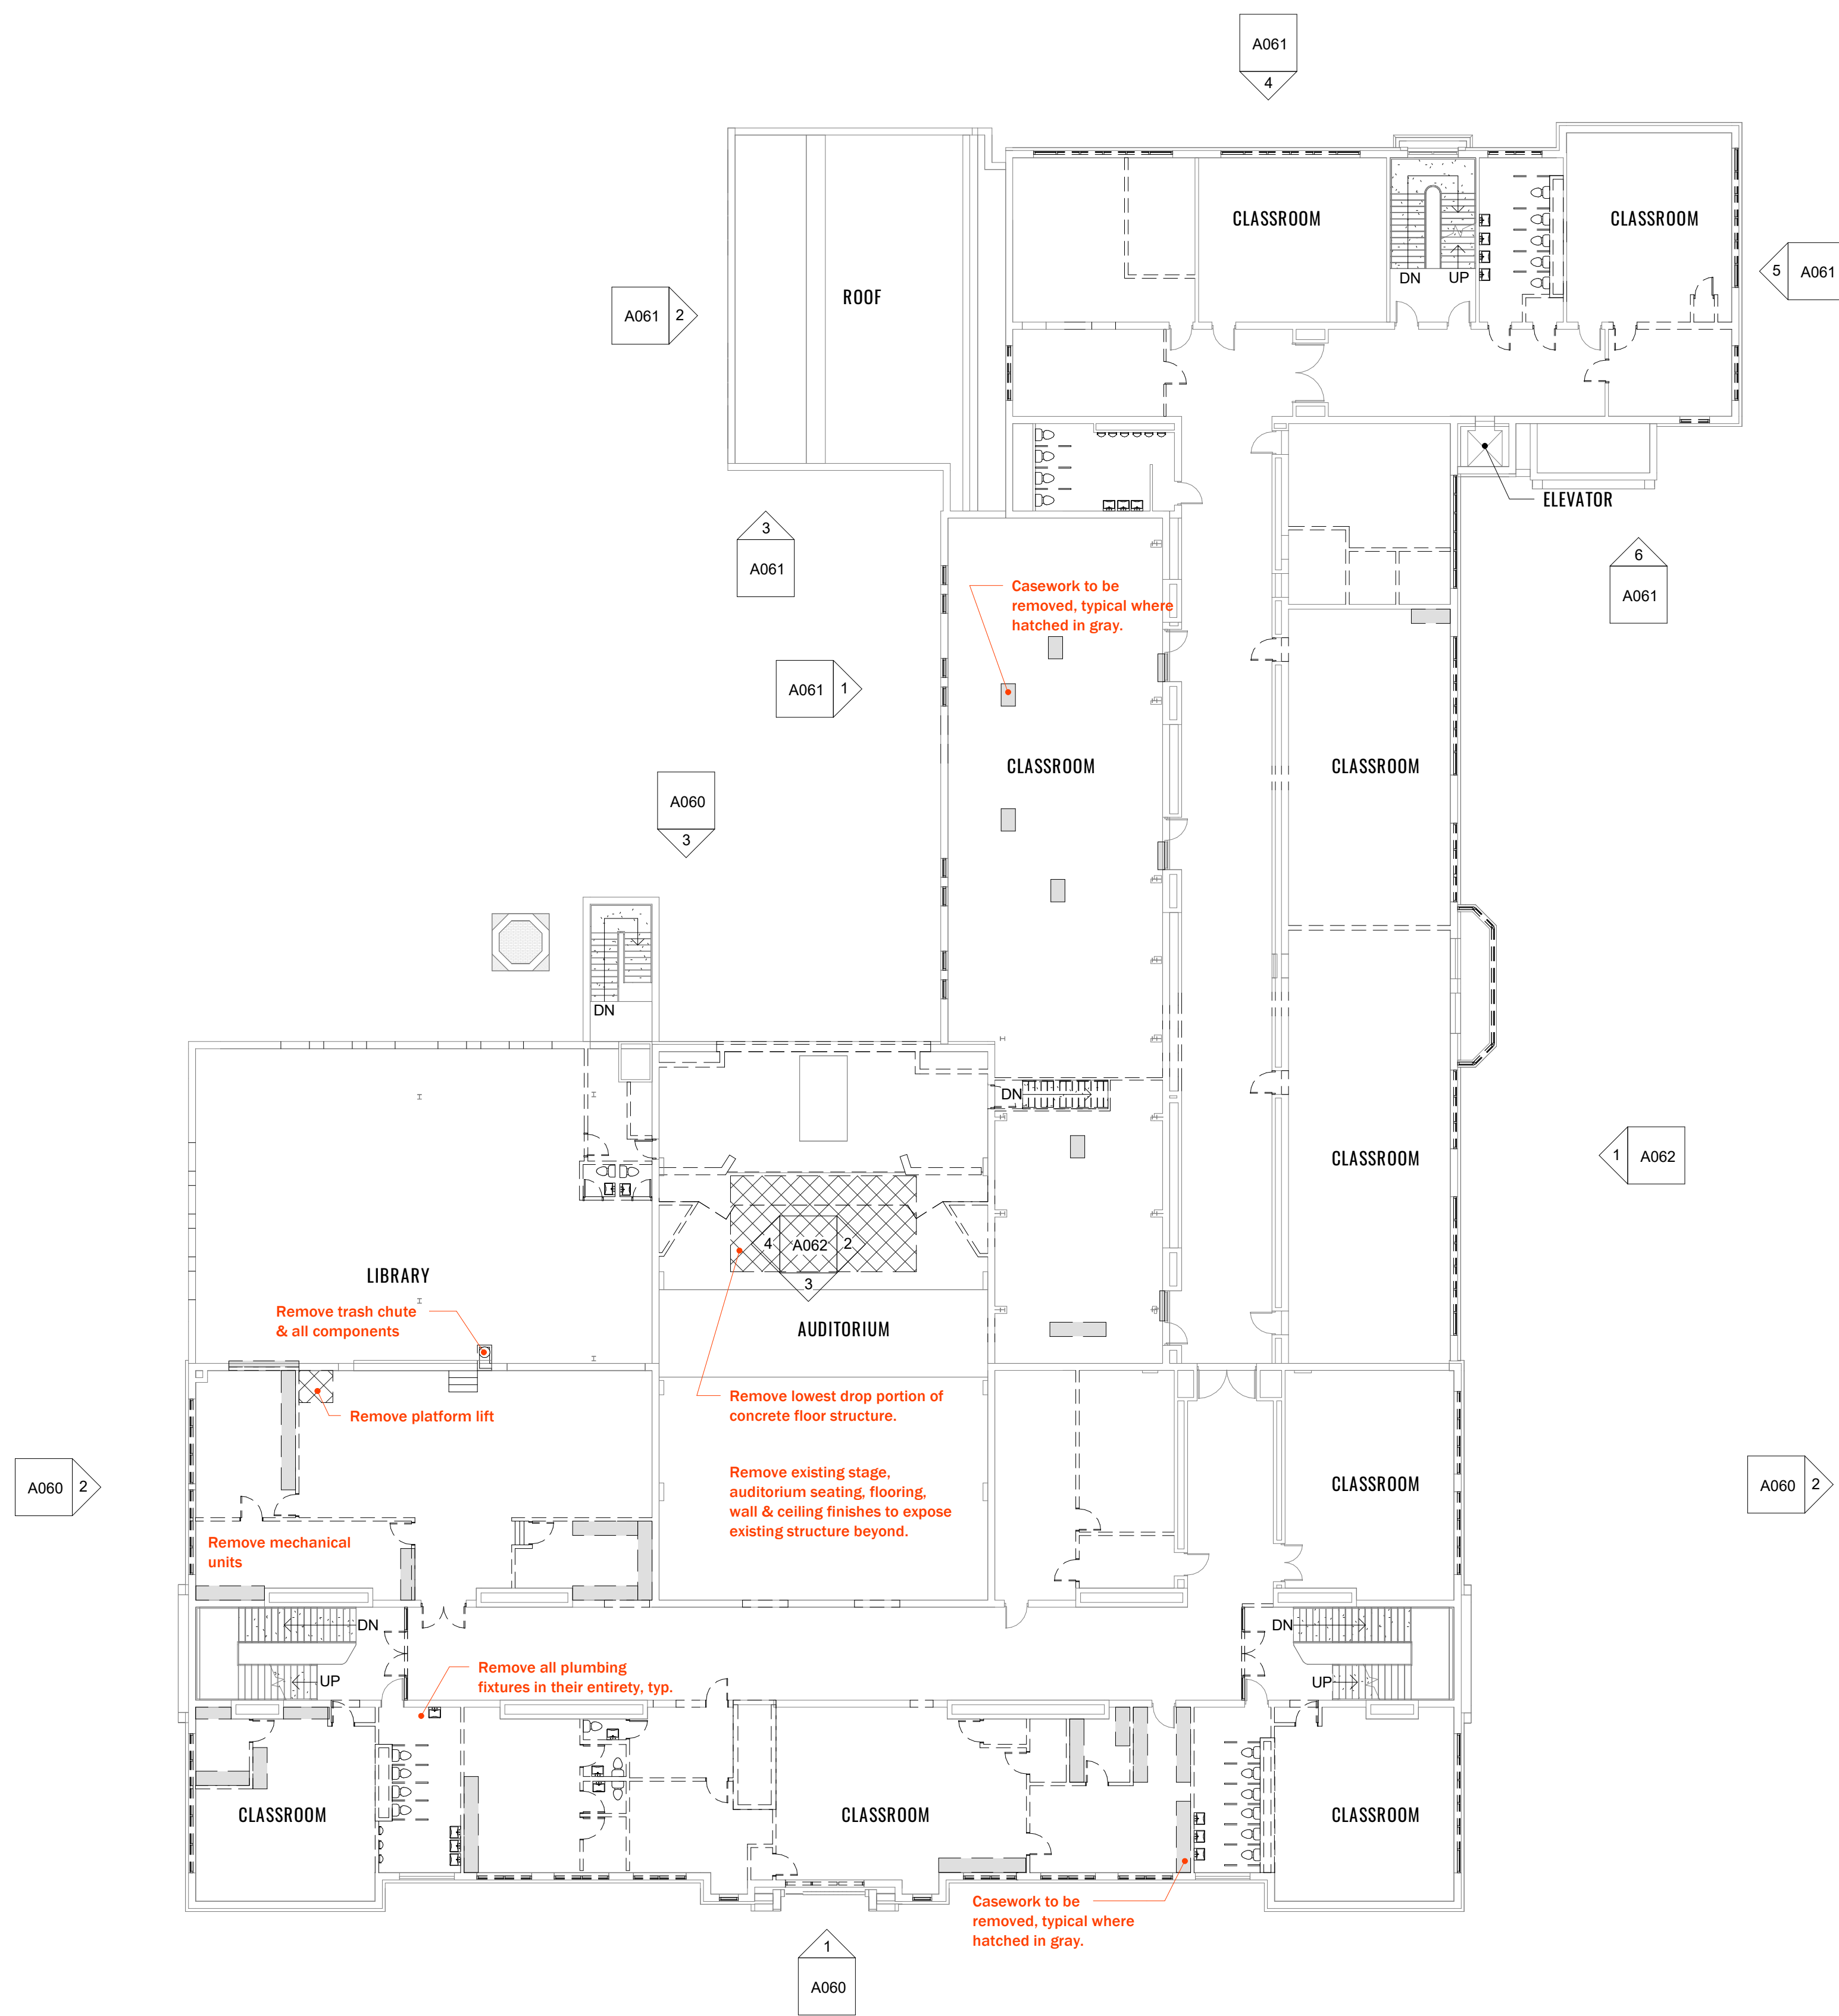 A061
4
CLASSROOM
CLASSROOM
5
A061
DN
UP
ROOF
A061
2
ELEVATOR
3
A061
6
A061
Casework to be
removed, typical where
hatched in gray.
A061
1
CLASSROOM
CLASSROOM
A060
3
DN
DN
1
A062
CLASSROOM
4
A062
2
3
LIBRARY
Remove trash chute
& all components
AUDITORIUM
Remove lowest drop portion of
concrete floor structure.
Remove platform lift
Remove existing stage,
auditorium seating, flooring,
wall & ceiling finishes to expose
existing structure beyond.
CLASSROOM
A060
2
A060
2
Remove mechanical
units
DN
DN
UP
UP
Remove all plumbing
fixtures in their entirety, typ.
CLASSROOM
CLASSROOM
CLASSROOM
Casework to be
removed, typical where
hatched in gray.
1
A060